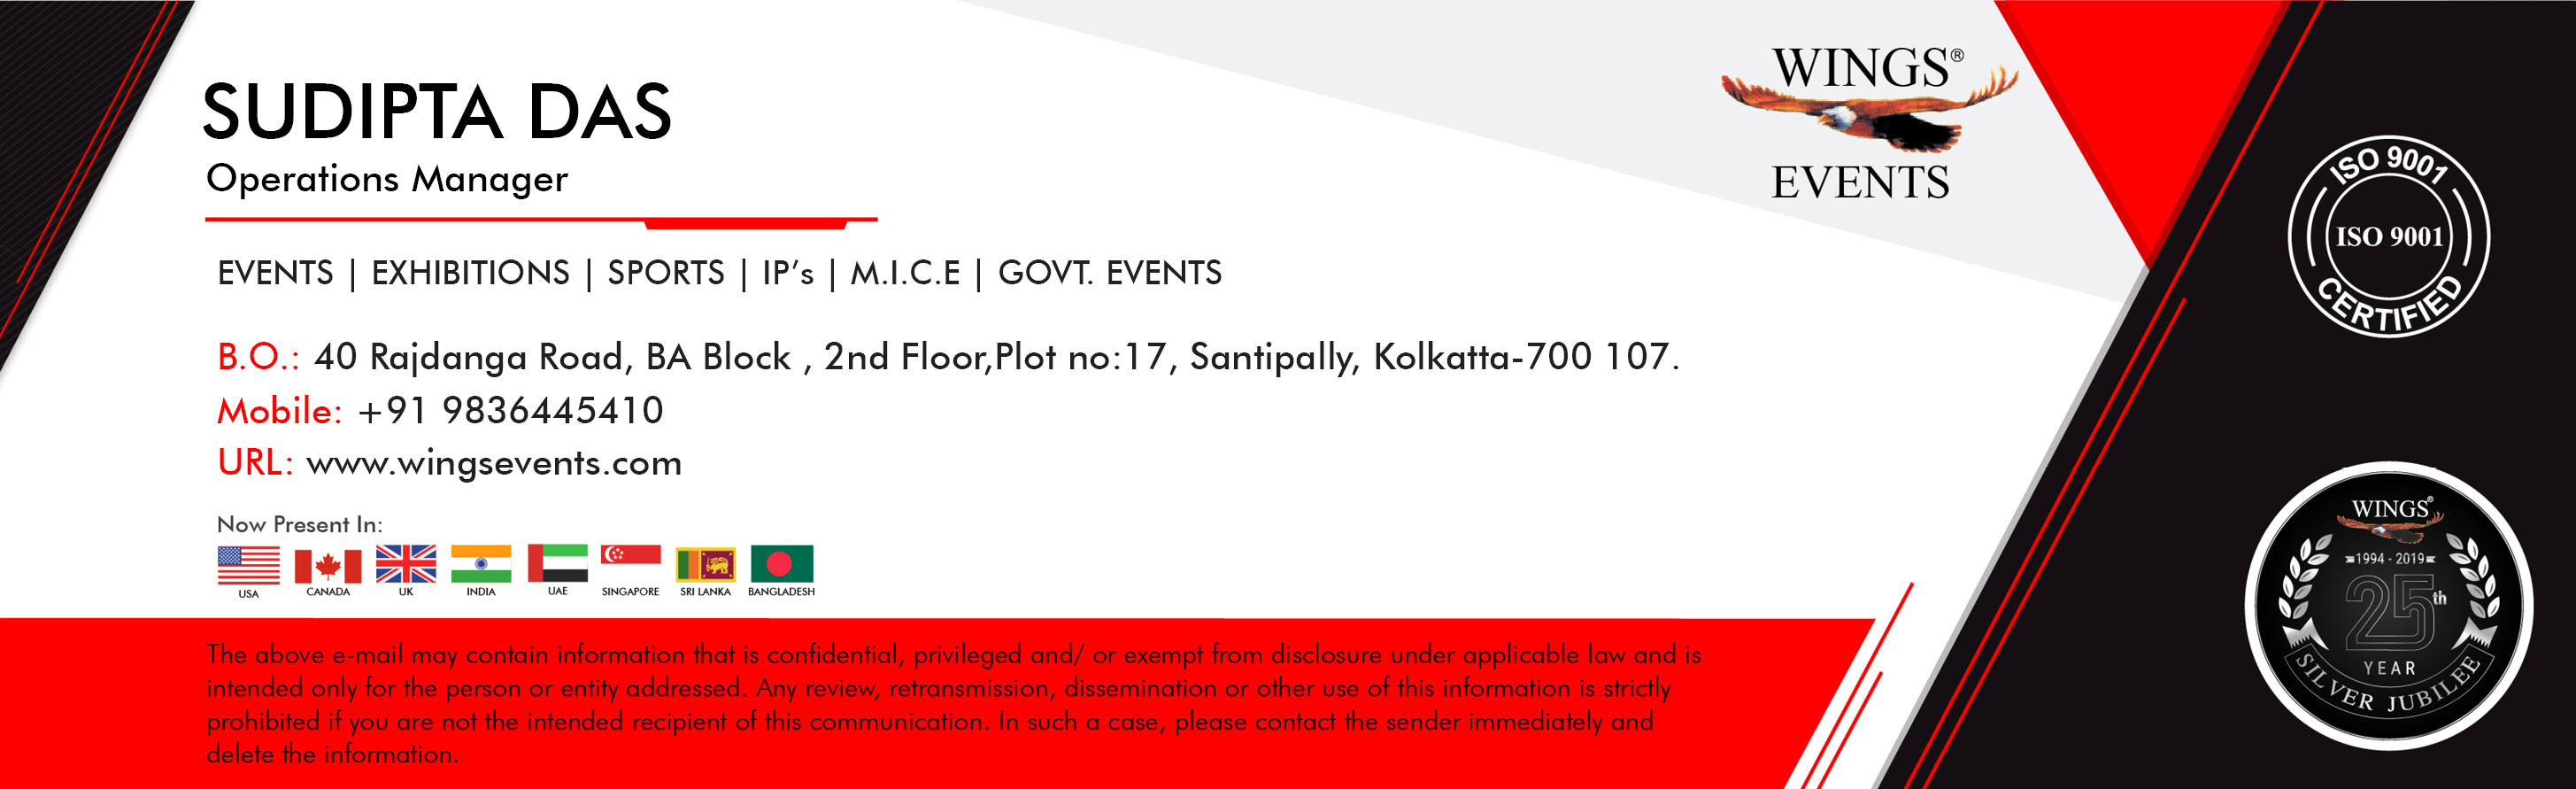 SUDIPTA DAS
Operations Manager
EVENTS | EXHIBITIONS | SPORTS | IP’s | M.I.C.E | GOVT. EVENTS
B.O.: 40 Rajdanga Road, BA Block , 2nd Floor,Plot no:17, Santipally, Kolkatta-700 107.
Mobile: +91 9836445410
URL: www.wingsevents.com
Now Present In:
USA CANADA UK INDIA UAE SINGAPORE SRI LANKA BANGLADESH
The above e-mail may contain information that is confidential, privileged and/ or exempt from disclosure under applicable law and is
intended only for the person or entity addressed. Any review, retransmission, dissemination or other use of this information is strictly
prohibited if you are not the intended recipient of this communication. In such a case, please contact the sender immediately and
delete the information.
WINGS®
EVENTS
ISO 9001
ISO 9001
CERTIFIED
WINGS®
1994 - 2019
25th
YEAR
SILVER JUBILEE